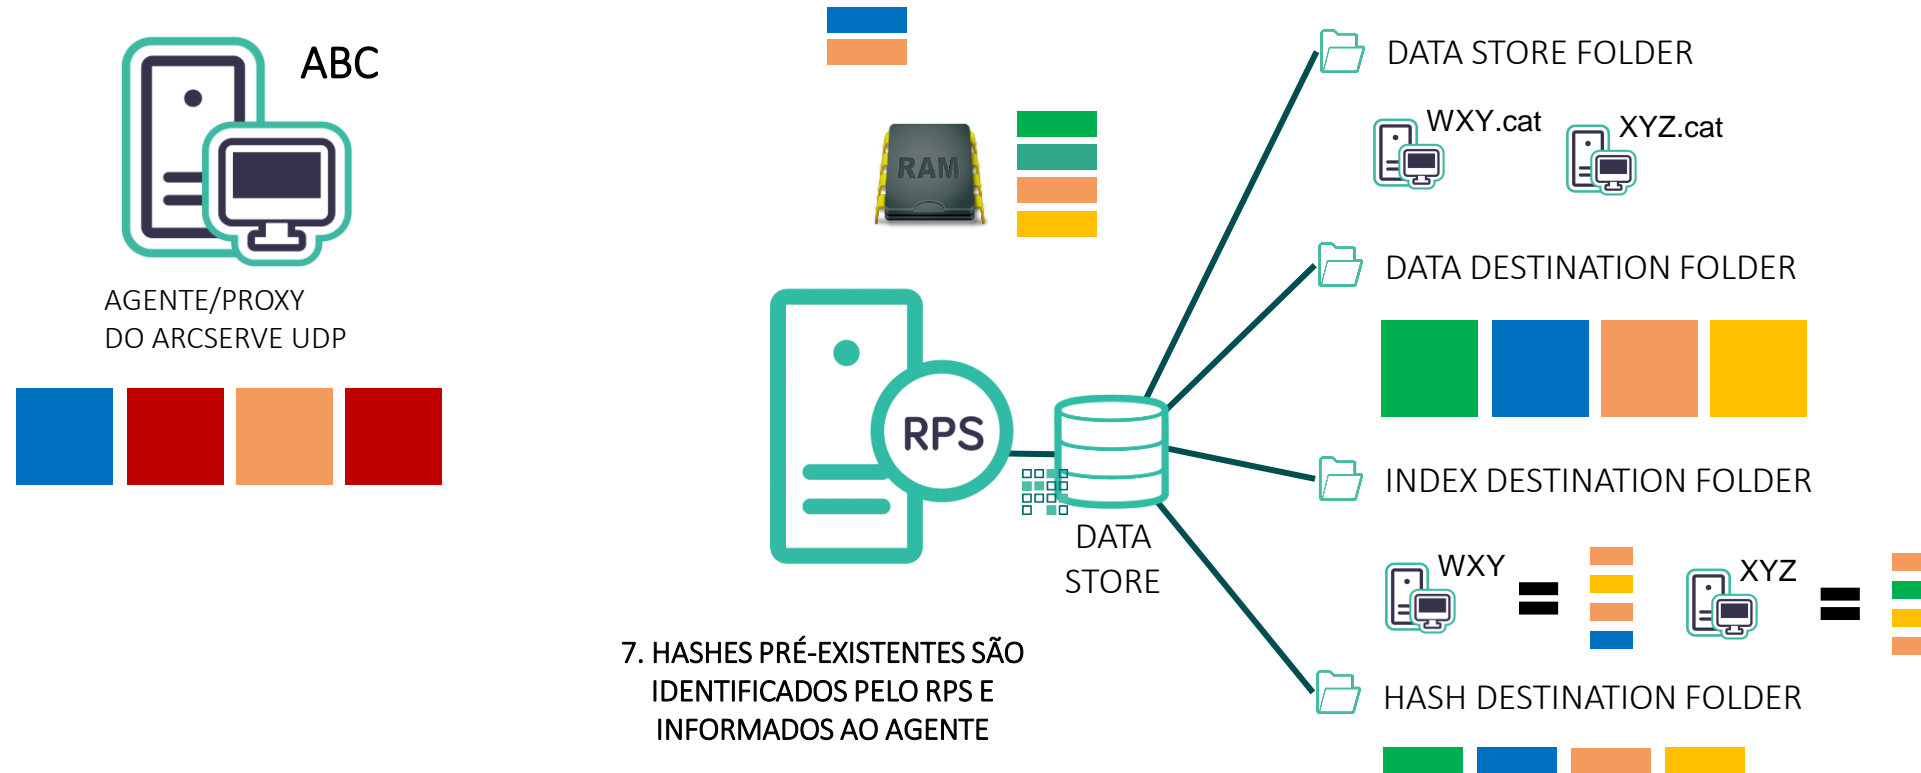 ABC
AGENTE/PROXY
DO ARCSERVE UDP
RAM
RPS
DATA
STORE
7. HASHES PRÉ-EXISTENTES SÃO
IDENTIFICADOS PELO RPS E
INFORMADOS AO AGENTE
DATA STORE FOLDER
WXY.cat
XYZ.cat
DATA DESTINATION FOLDER
INDEX DESTINATION FOLDER
WXY
XYZ
HASH DESTINATION FOLDER